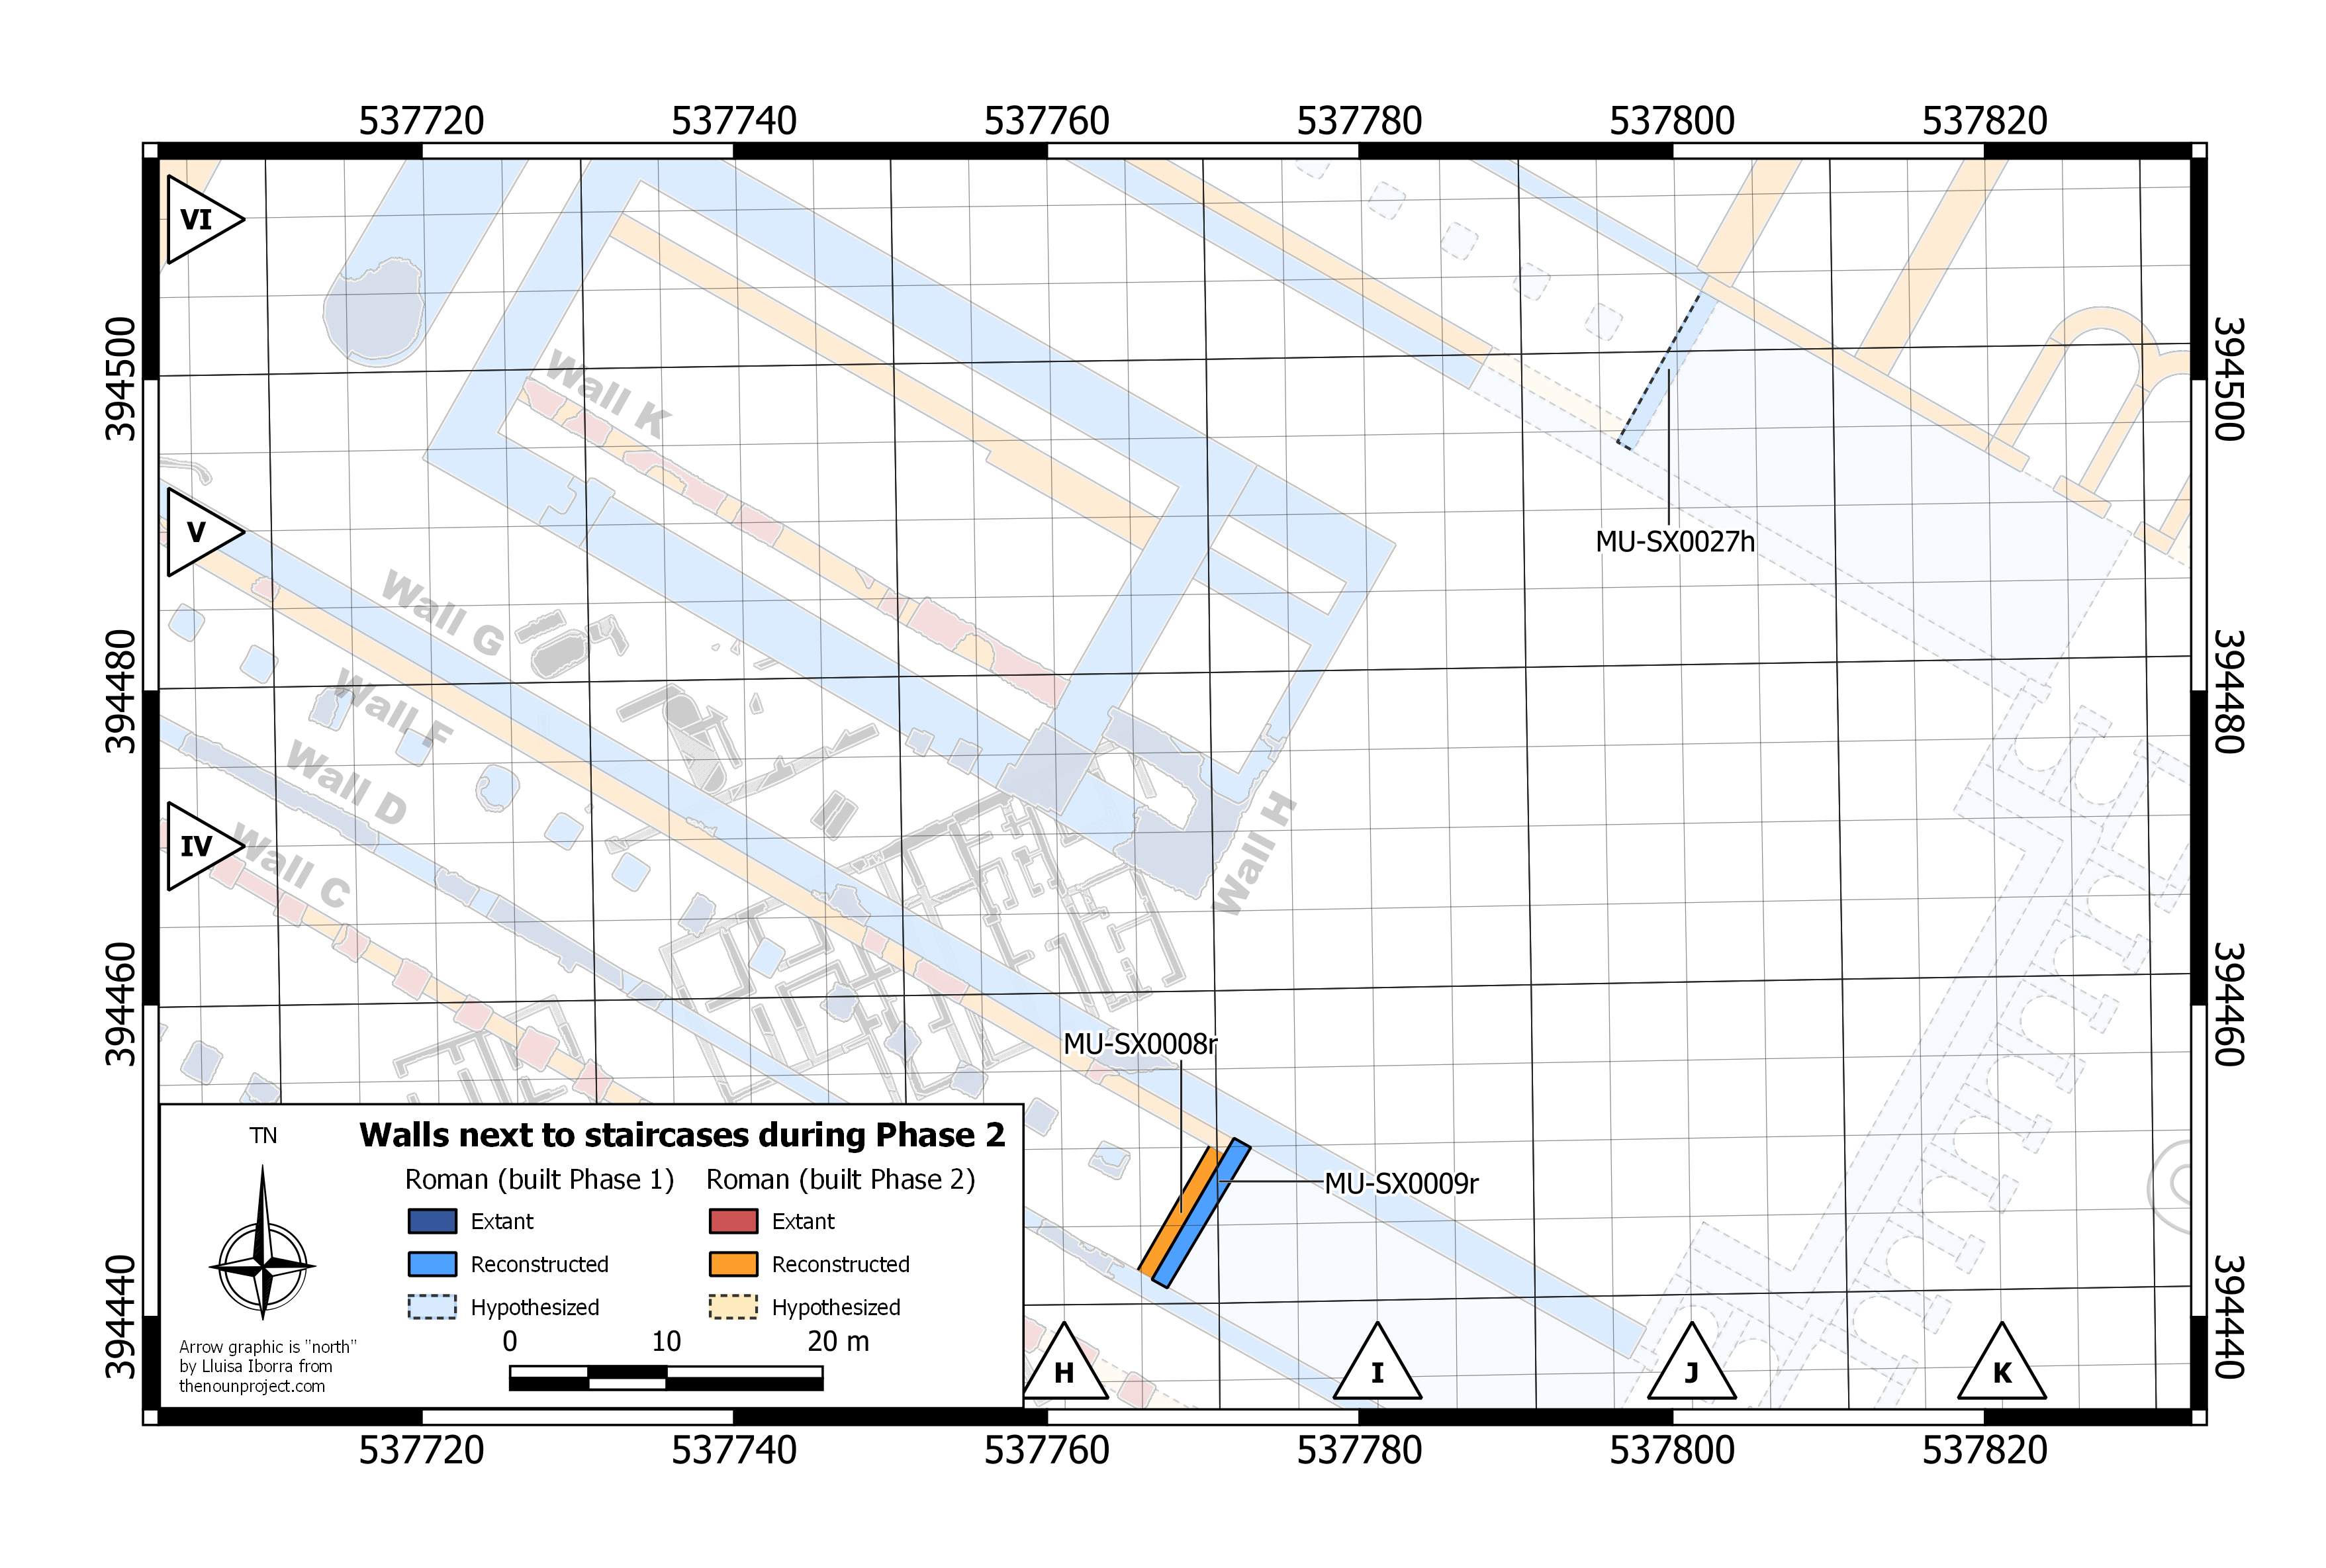 537720 537740 537760 537780 537800 537820
VI
394500
394500
Wall K
V
MU-SX0027h
Wall G
394480
394480
Wall F
Wall D
IV
Wall C
Wall H
394460
394460
MU-SX0008r
MU-SX0009r
TN
Walls next to staircases during Phase 2
Roman (built Phase 1) Roman (built Phase 2)
Extant Extant
Reconstructed Reconstructed
Hypothesized Hypothesized
0 10 20 m
Arrow graphic is "north"
by Lluisa Iborra from
thenounproject.com
394440
394440
H I J K
537720 537740 537760 537780 537800 537820